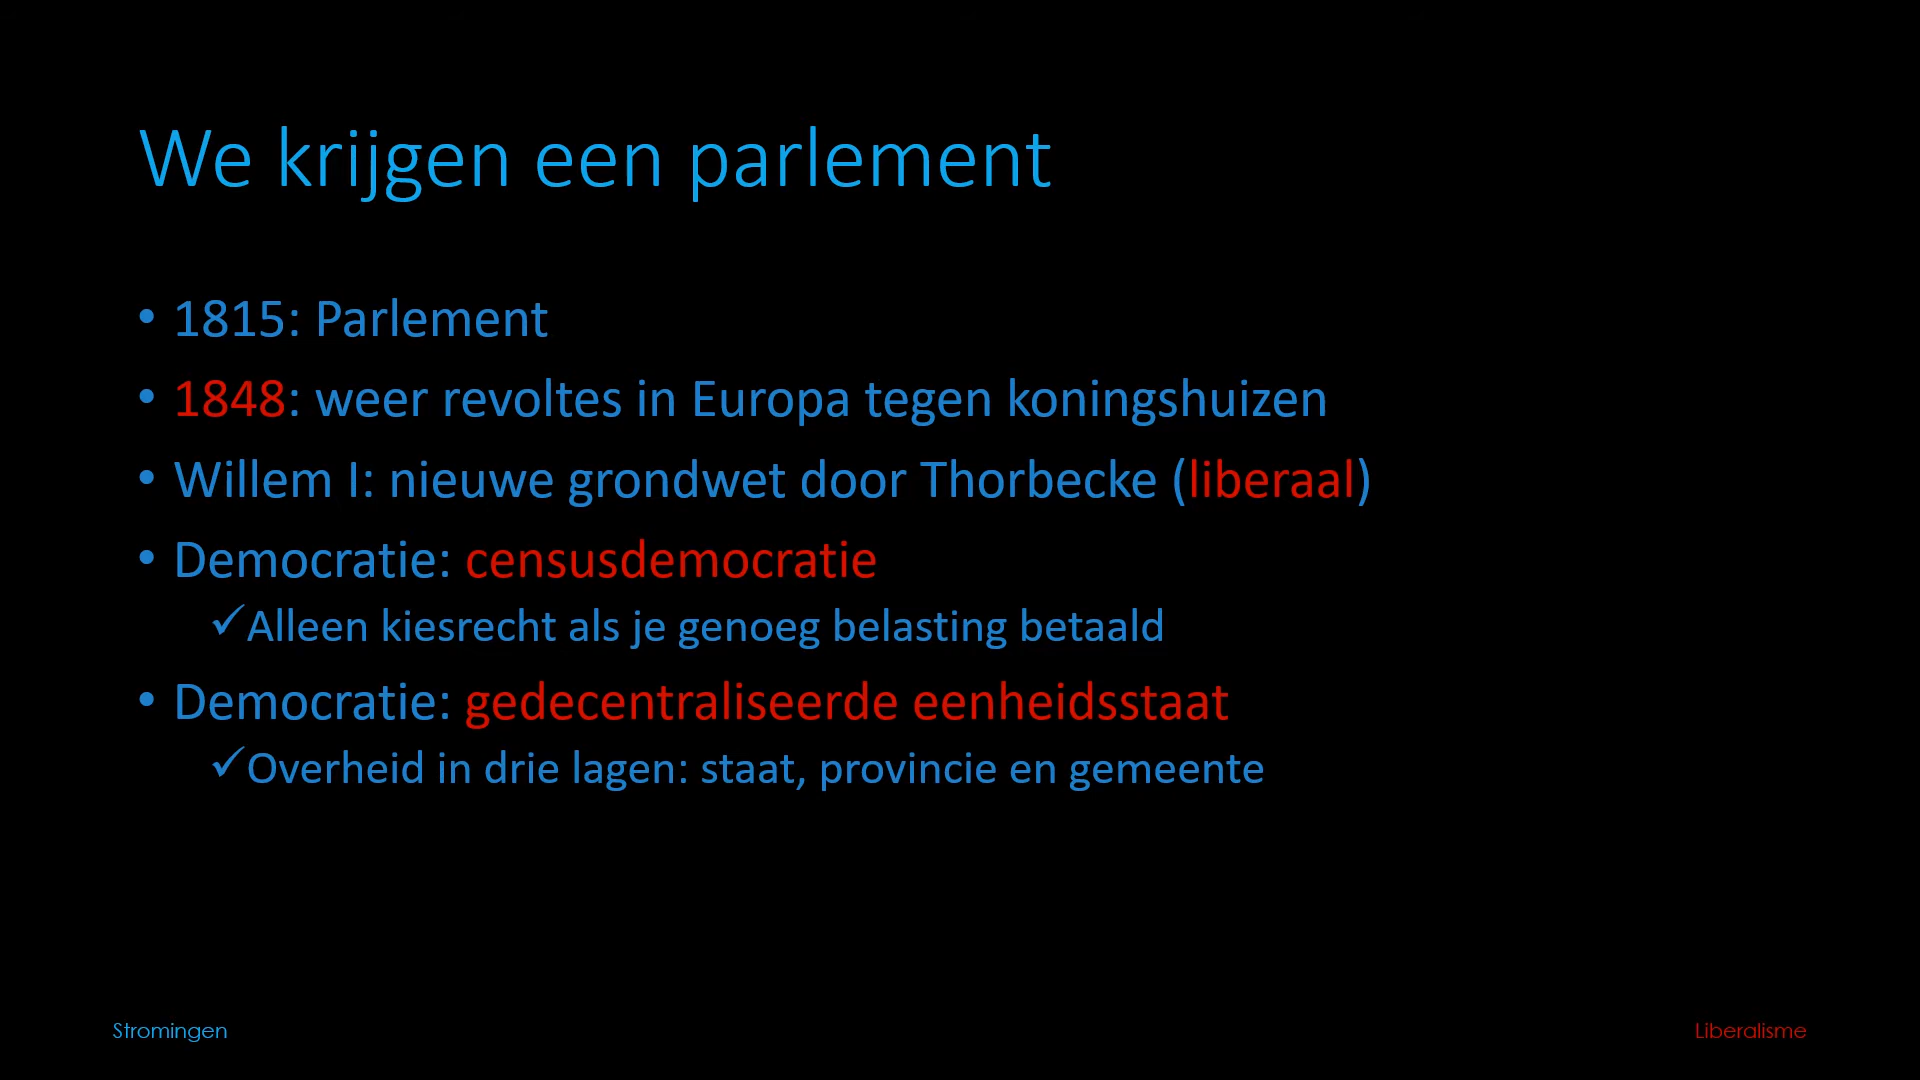 We krijgen een parlement
• 1815: Parlement
• 1848: weer revoltes in Europa tegen koningshuizen
• Willem I: nieuwe grondwet door Thorbecke (liberaal)
• Democratie: censusdemocratie
✓Alleen kiesrecht als je genoeg belasting betaald
• Democratie: gedecentraliseerde eenheidsstaat
✓Overheid in drie lagen: staat, provincie en gemeente
Stromingen
Liberalisme